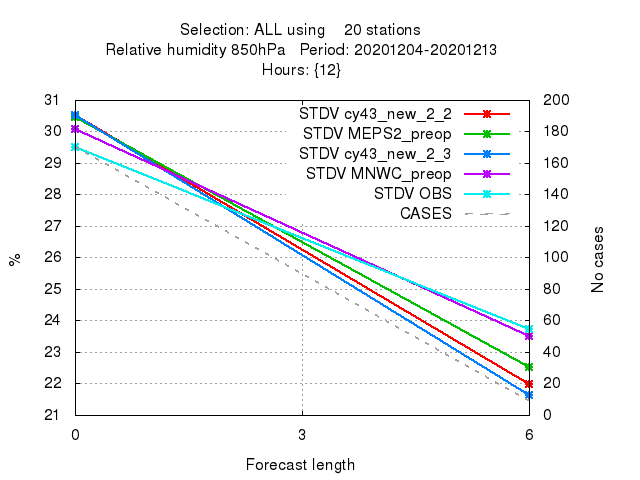 Selection: ALL using    20 stations
Relative humidity 850hPa   Period: 20201204-20201213
Hours: {12}
STDV cy43_new_2_2
STDV MEPS2_preop
STDV cy43_new_2_3
STDV MNWC_preop
STDV OBS
CASES
31
30
29
28
27
26
25
24
23
22
21
%
200
180
160
140
120
100
80
60
40
20
0
No cases
0 3 6
Forecast length